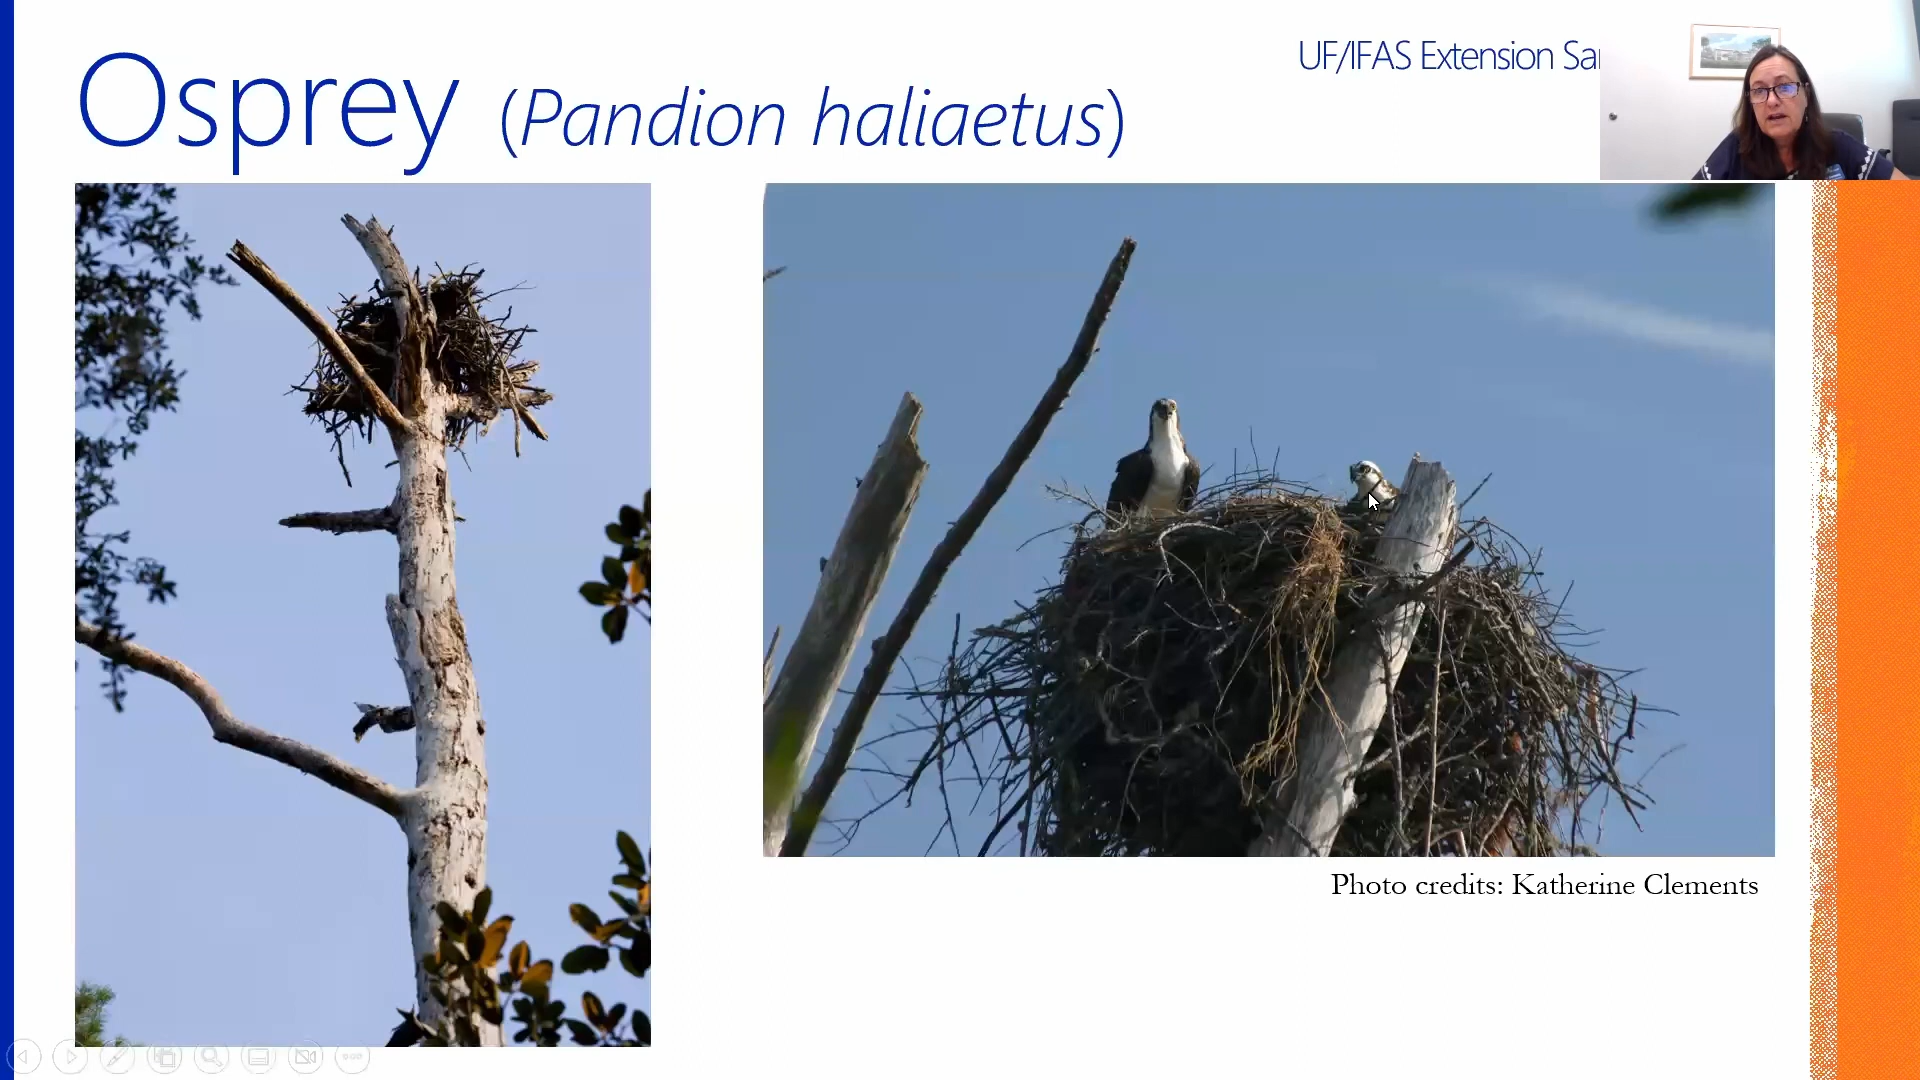 UF/IFAS Extension Sa
Osprey (Pandion haliaetus)
Photo credits: Katherine Clements